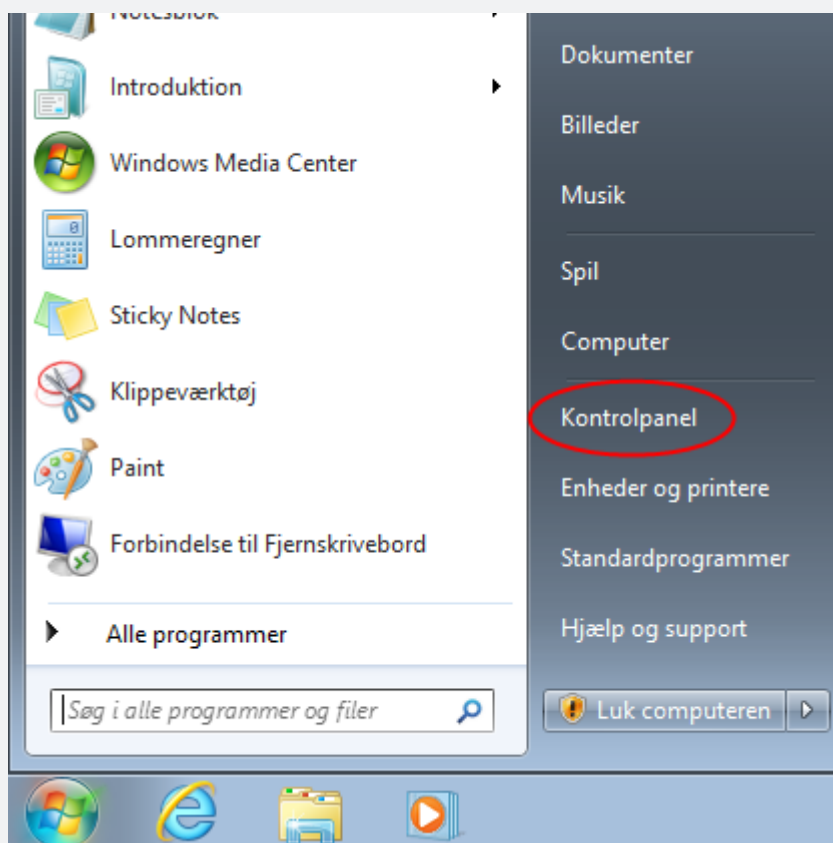 Notesblok
Introduktion
Windows Media Center
Lommeregner
Sticky Notes
Klippeværktøj
Paint
Forbindelse til Fjernskrivebord
Alle programmer
Søg i alle programmer og filer
Dokumenter
Billeder
Musik
Spil
Computer
Kontrolpanel
Enheder og printere
Standardprogrammer
Hjælp og support
Luk computeren